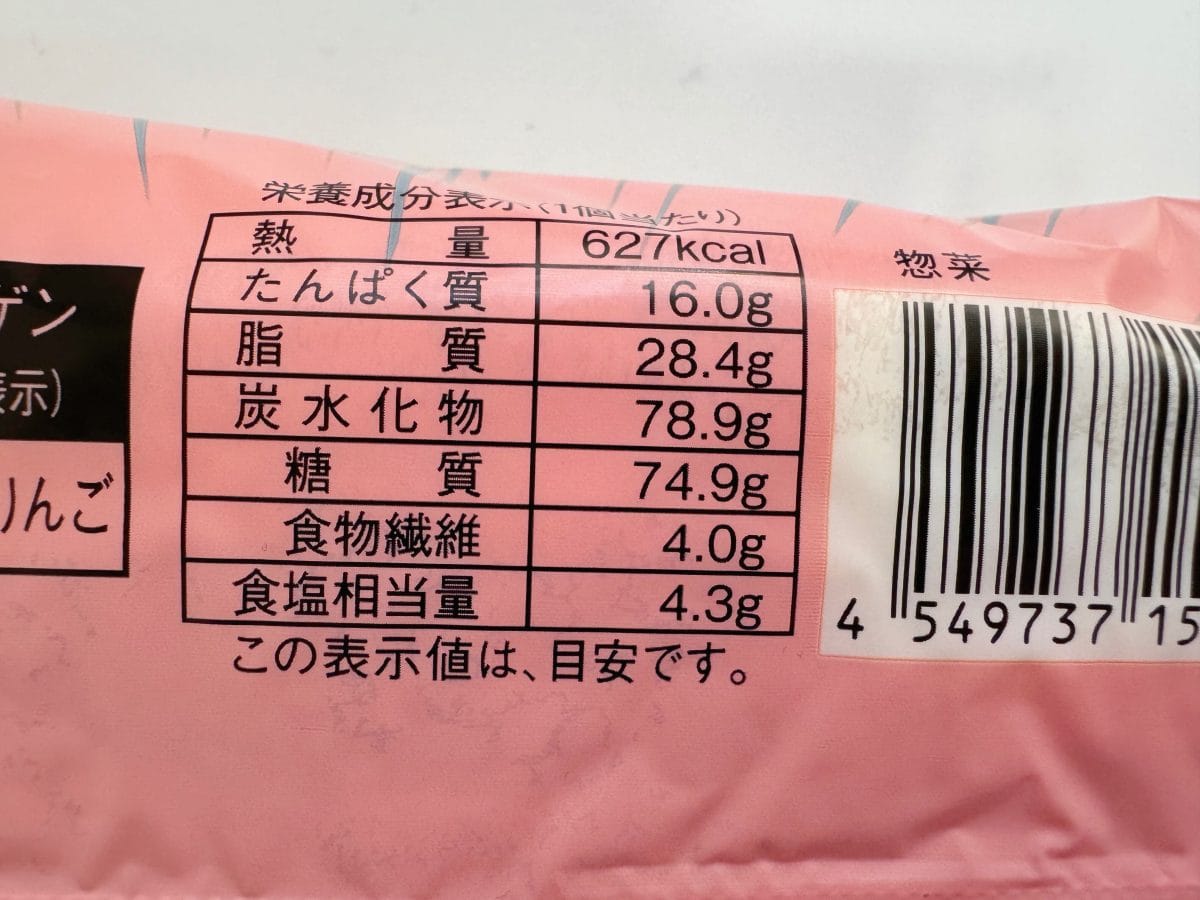 栄養成分表示(1個当たり)
熱量 627kcal
たんぱく質 16.0g
脂質 28.4g
炭水化物 78.9g
糖質 74.9g
食物繊維 4.0g
食塩相当量 4.3g
この表示値は、目安です。
ゲン
表示)
りんご
惣菜
4 549737 15